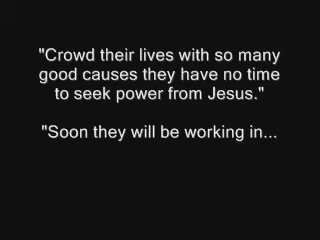 "Crowd their lives with so many
good causes they have no time
to seek power from Jesus."
"Soon they will be working in...